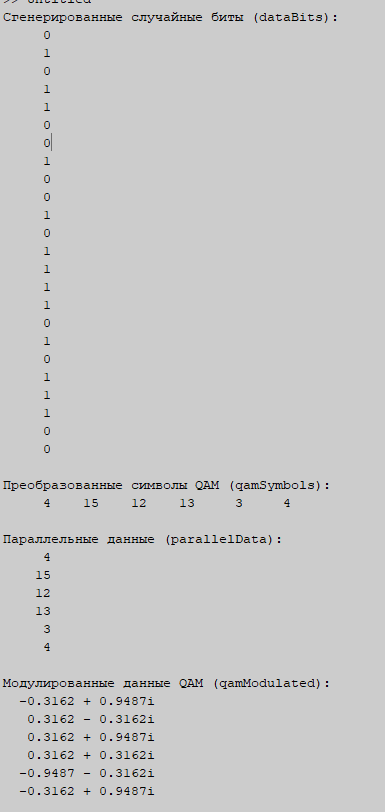 >> Untitled
Сгенерированные случайные биты (dataBits):
0
1
0
1
1
0
0
1
0
0
1
0
1
1
1
1
0
1
0
1
1
1
0
0
Преобразованные символы QAM (qamSymbols):
4 15 12 13 3 4
Параллельные данные (parallelData):
4
15
12
13
3
4
Модулированные данные QAM (qamModulated):
-0.3162 + 0.9487i
0.3162 - 0.3162i
0.3162 + 0.9487i
0.3162 + 0.3162i
-0.9487 - 0.3162i
-0.3162 + 0.9487i